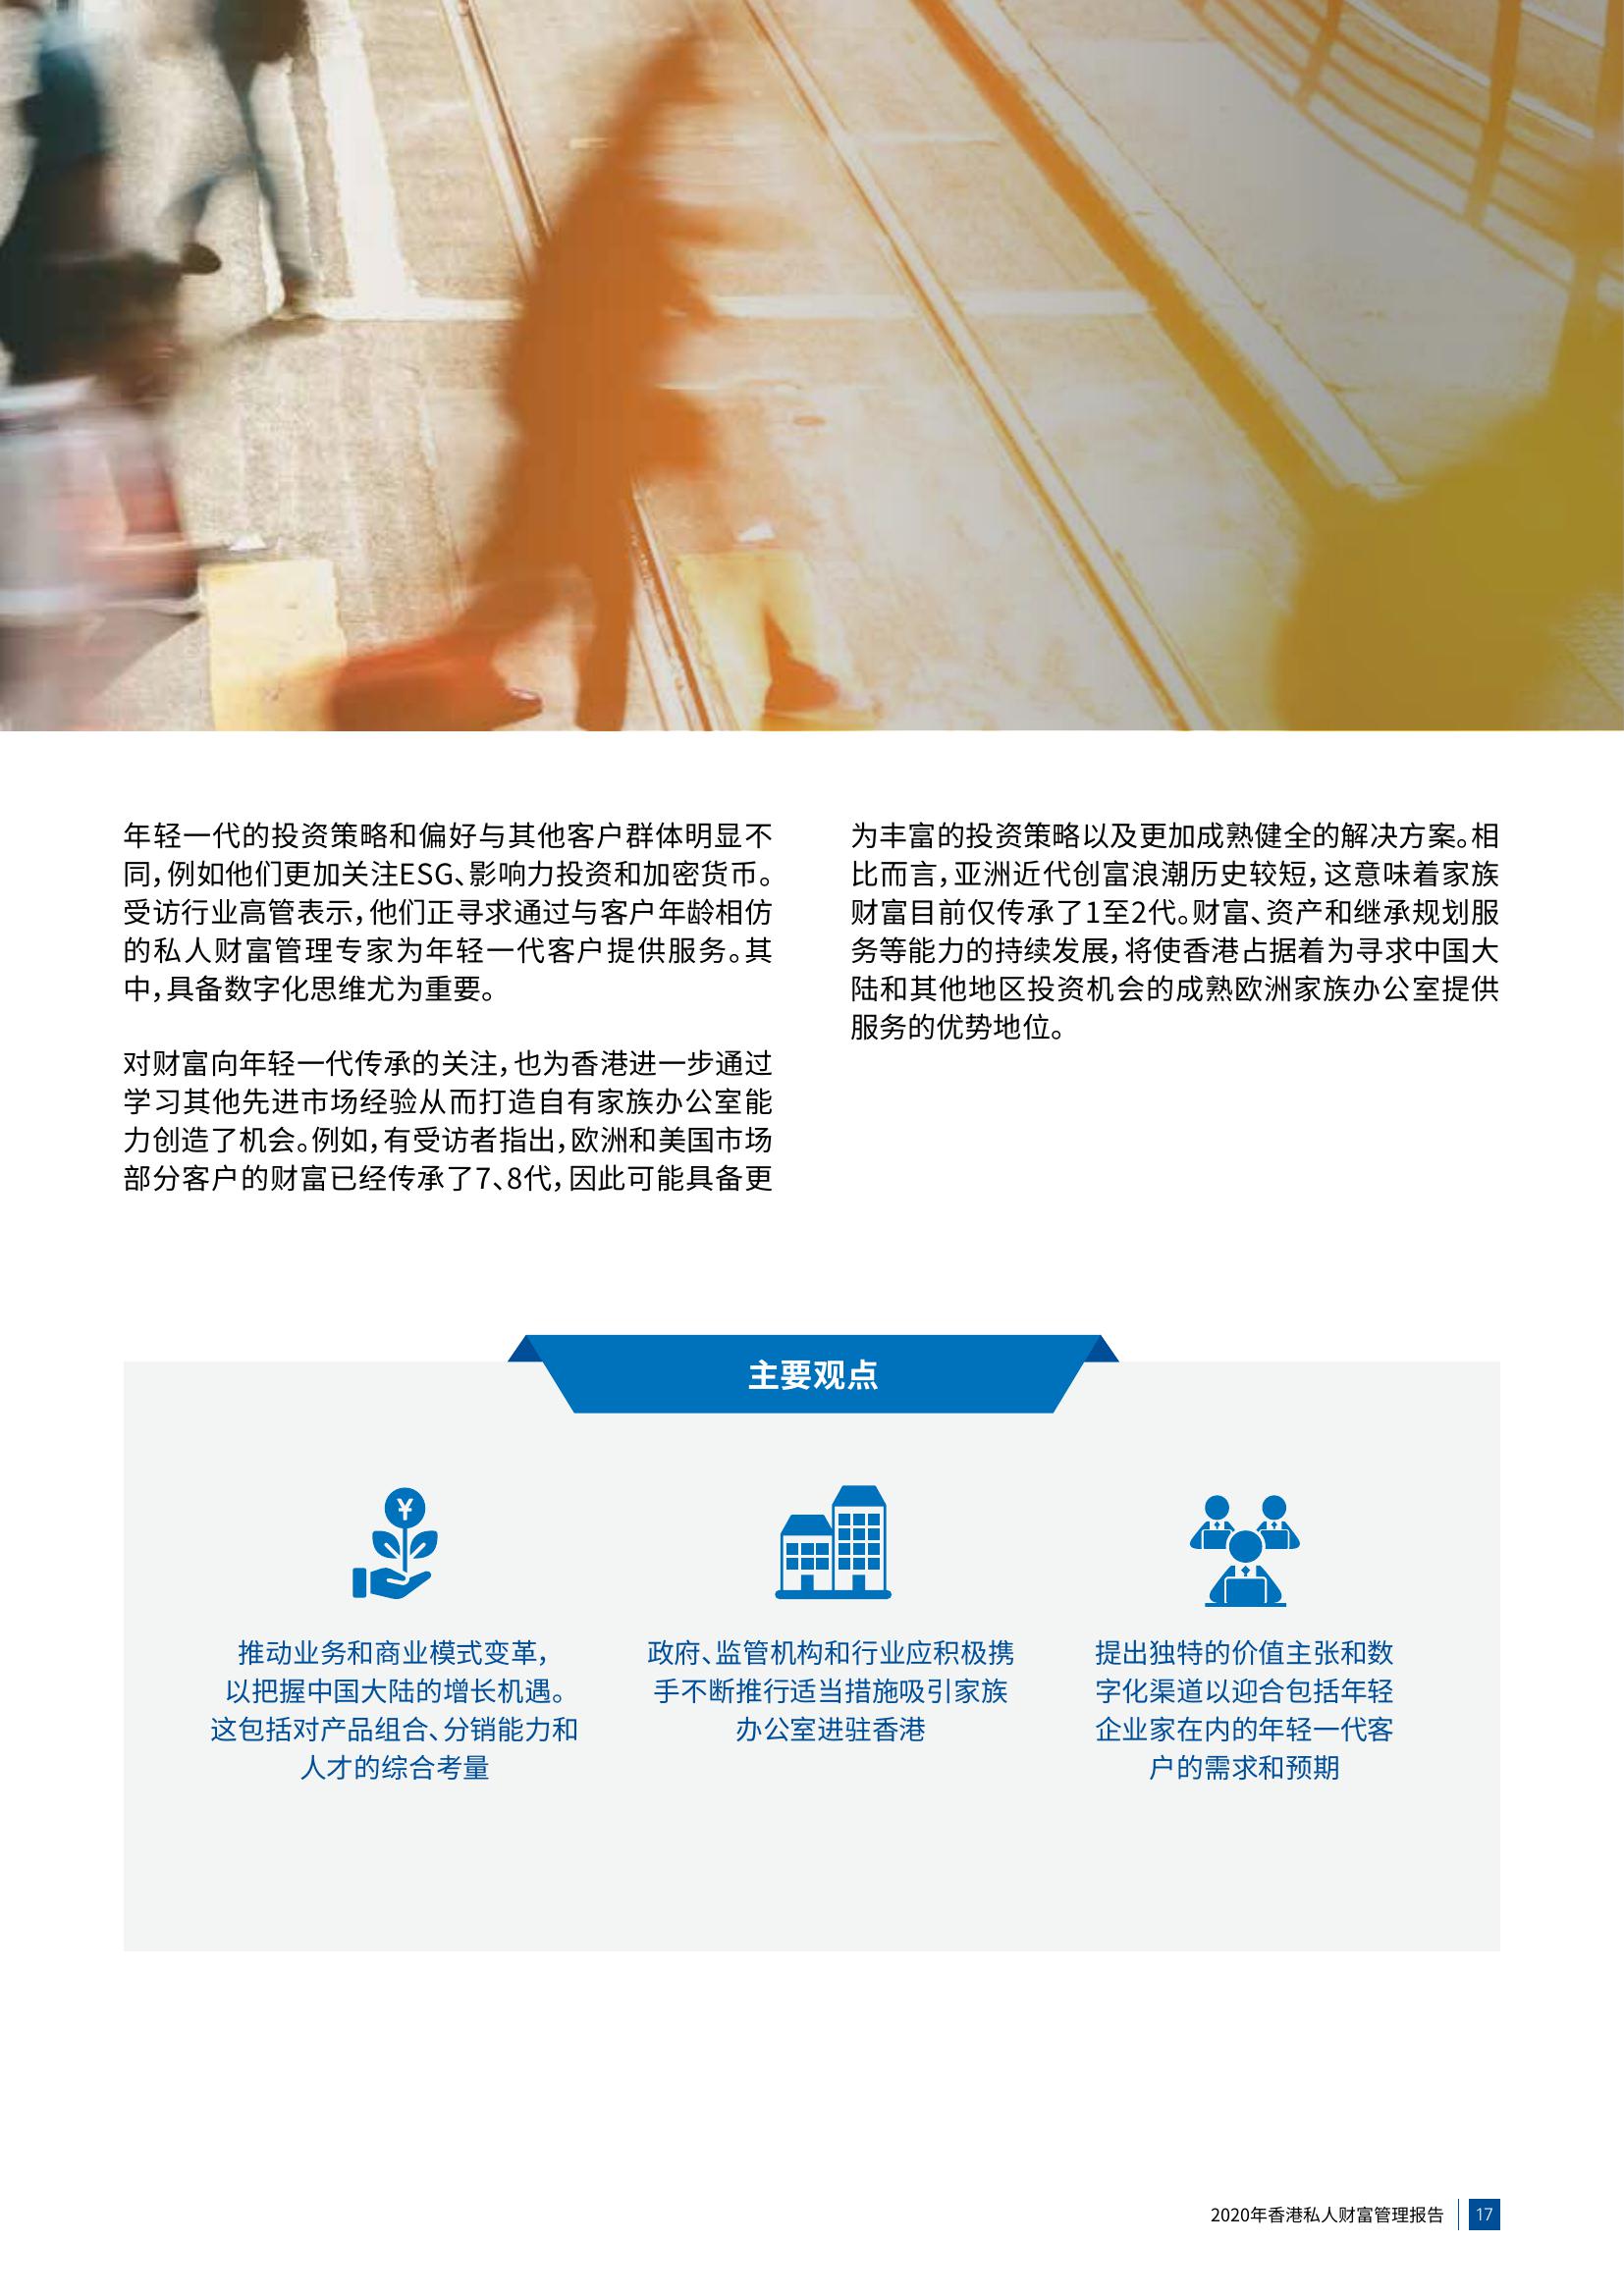 年轻一代的投资策略和偏好与其他客户群体明显不
同，例如他们更加关注ESG、影响力投资和加密货币。
受访行业高管表示，他们正寻求通过与客户年龄相仿
的私人财富管理专家为年轻一代客户提供服务。其
中，具备数字化思维尤为重要。
对财富向年轻一代传承的关注，也为香港进一步通过
学习其他先进市场经验从而打造自有家族办公室能
力创造了机会。例如，有受访者指出，欧洲和美国市场
部分客户的财富已经传承了7、8代，因此可能具备更
为丰富的投资策略以及更加成熟健全的解决方案。相
比而言，亚洲近代创富浪潮历史较短，这意味着家族
财富目前仅传承了1至2代。财富、资产和继承规划服
务等能力的持续发展，将使香港占据着为寻求中国大
陆和其他地区投资机会的成熟欧洲家族办公室提供
服务的优势地位。
主要观点
¥
推动业务和商业模式变革，
以把握中国大陆的增长机遇。
这包括对产品组合、分销能力和
人才的综合考量
政府、监管机构和行业应积极携
手不断推行适当措施吸引家族
办公室进驻香港
提出独特的价值主张和数
字化渠道以迎合包括年轻
企业家在内的年轻一代客
户的需求和预期
2020年香港私人财富管理报告 17